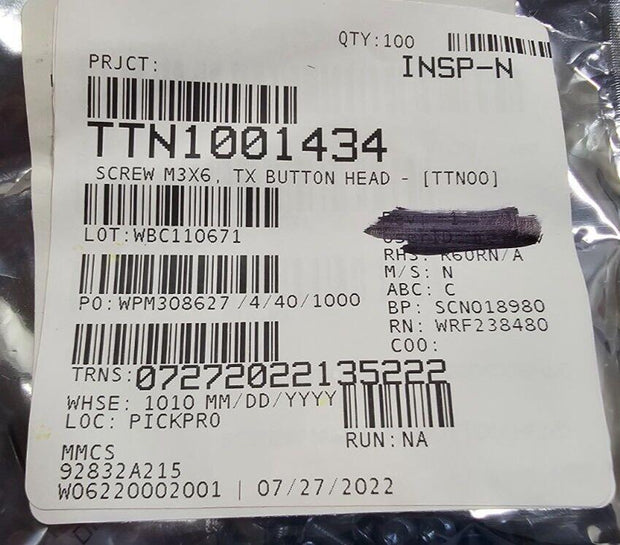 QTY:100
PRJCT:
INSP-N
TTN1001434
SCREW M3X6, TX BUTTON HEAD - [TTN00]
LOT:WBC110671
RHS: R6URN/A
M/S: N
ABC: C
PO:WPM308627 /4/40/1000
BP: SCN018980
RN: WRF238480
COO:
TRNS:07272022135222
WHSE: 1010 MM/DD/YYYY
LOC: PICKPRO
RUN:NA
MMCS
92832A215
WO6220002001 | 07/27/2022